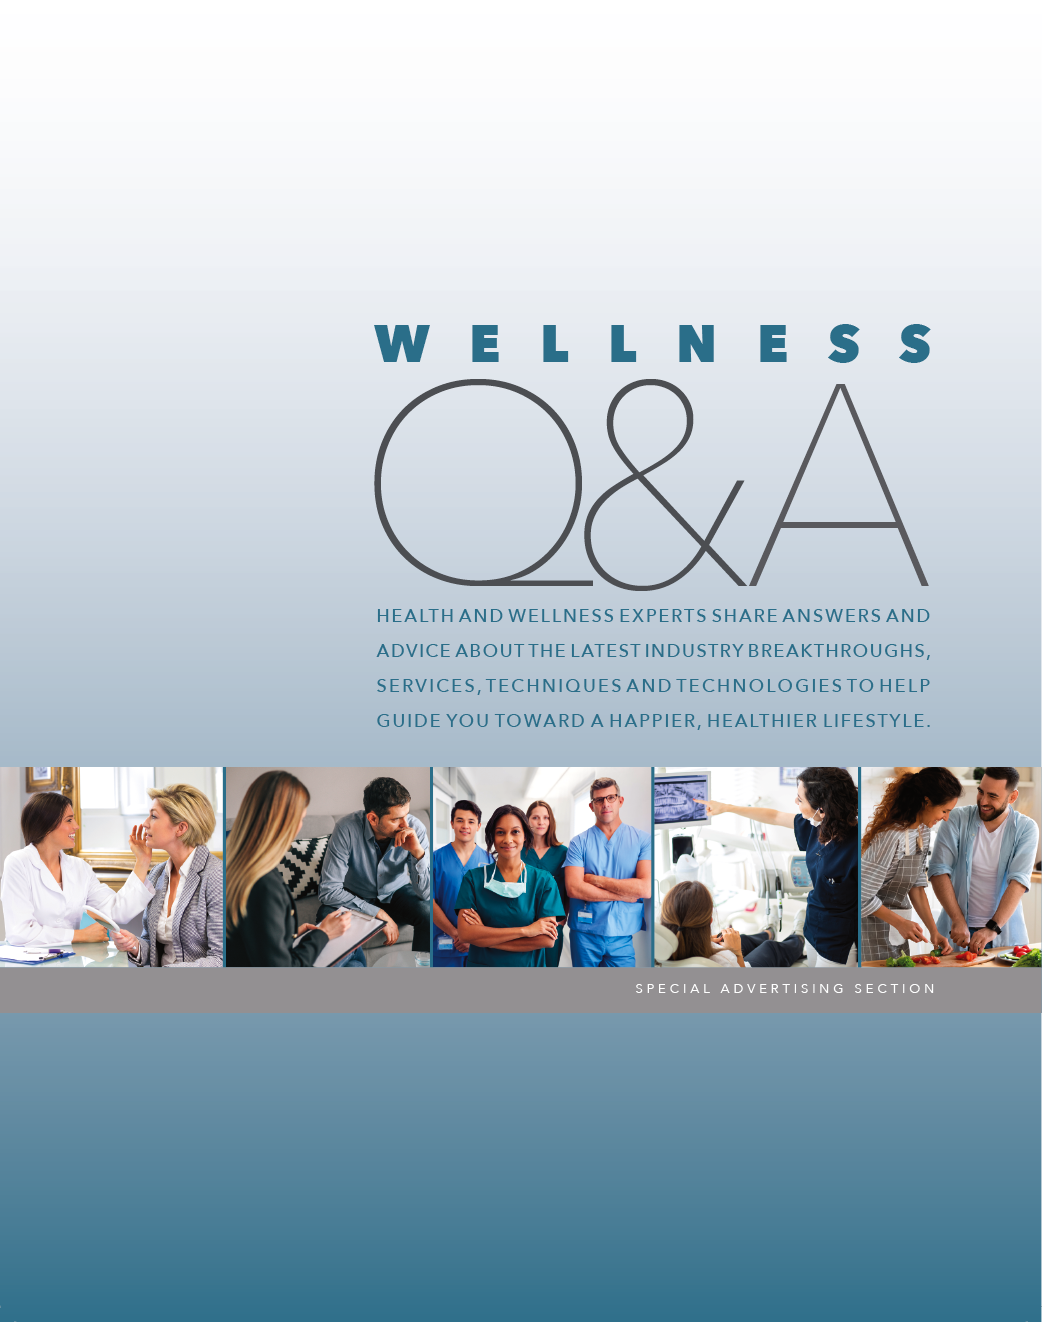 WELLNESS
Q&A
HEALTH AND WELLNESS EXPERTS SHARE ANSWERS AND
ADVICE ABOUT THE LATEST INDUSTRY BREAKTHROUGHS,
SERVICES, TECHNIQUES AND TECHNOLOGIES TO HELP
GUIDE YOU TOWARD A HAPPIER, HEALTHIER LIFESTYLE.
SPECIAL ADVERTISING SECTION